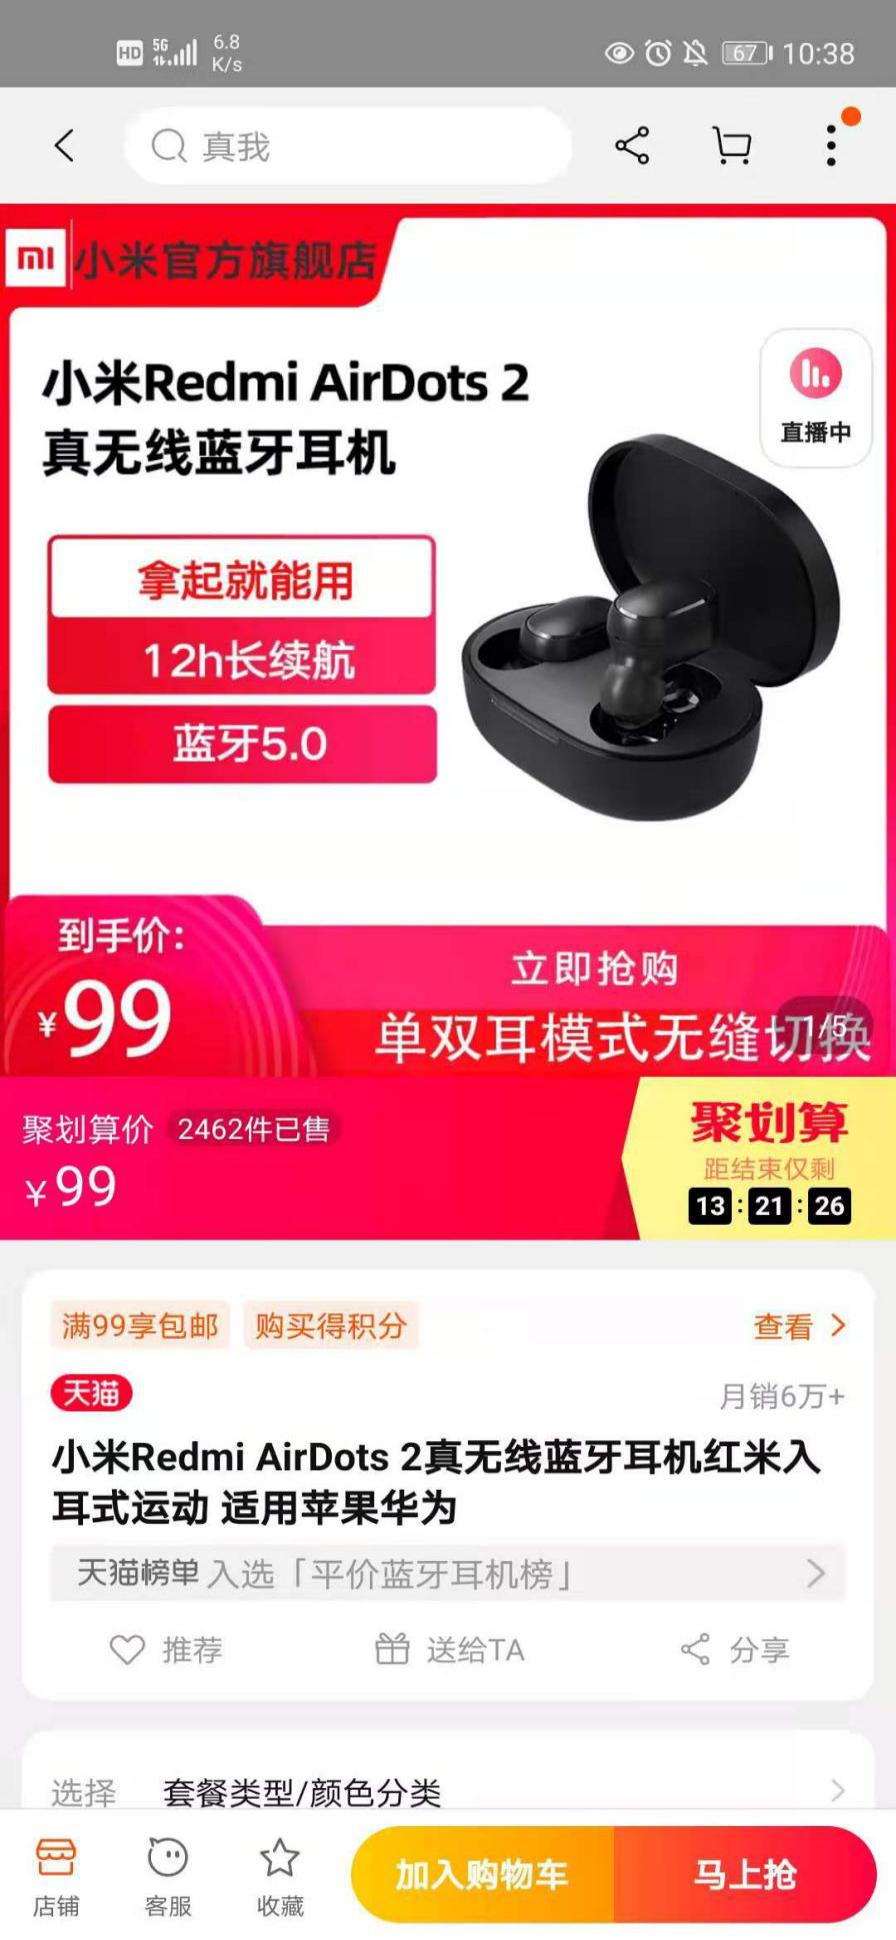 HD 5G 6.8 K/s 67 10:38
真我
mi 小米官方旗舰店
小米Redmi AirDots 2
真无线蓝牙耳机
直播中
拿起就能用
12h长续航
蓝牙5.0
到手价:
¥99
立即抢购
单双耳模式无缝切换
1/5
聚划算价 2462件已售
¥99
聚划算
距结束仅剩
13:21:26
满99享包邮 购买得积分 查看
天猫 月销6万+
小米Redmi AirDots 2真无线蓝牙耳机红米入
耳式运动 适用苹果华为
天猫榜单 入选「平价蓝牙耳机榜」
推荐 送给TA 分享
选择 套餐类型/颜色分类
店铺 客服 收藏 加入购物车 马上抢